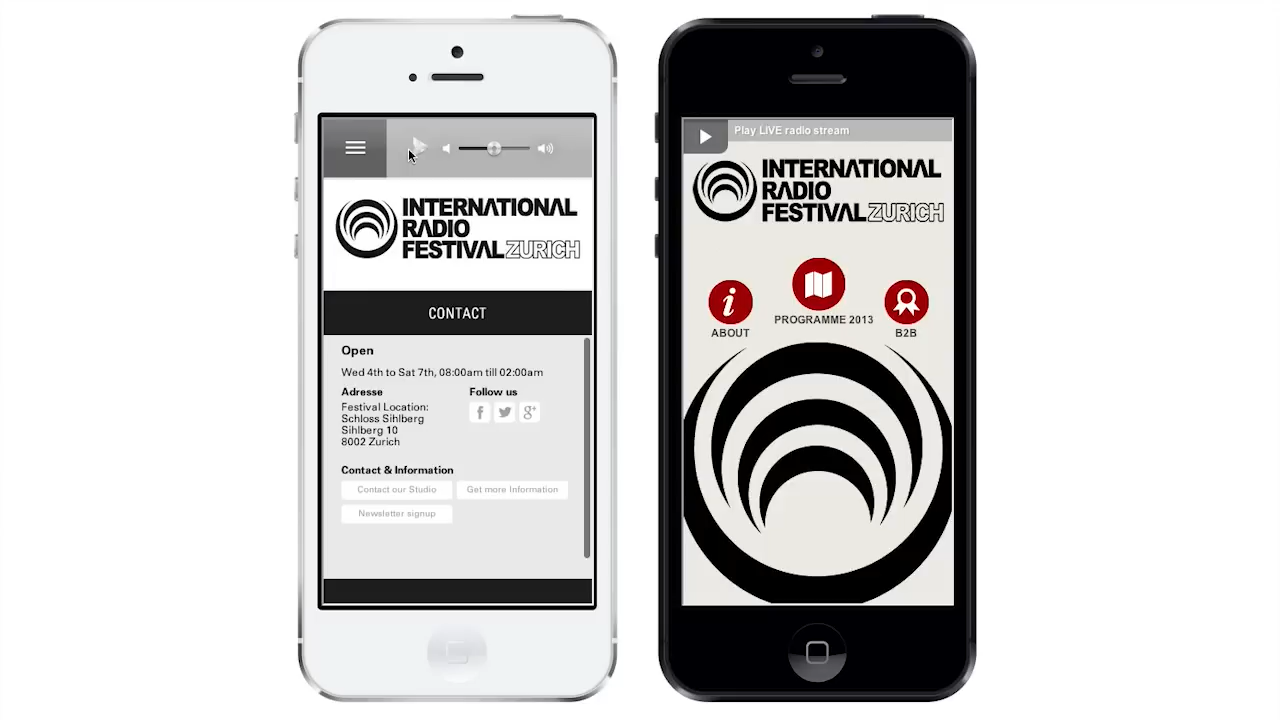 INTERNATIONAL
RADIO
FESTIVAL ZURICH
CONTACT
Open
Wed 4th to Sat 7th, 08:00am till 02:00am
Adresse
Festival Location:
Schloss Sihlberg
Sihlberg 10
8002 Zurich
Follow us
Contact & Information
Contact our Studio
Get more Information
Newsletter signup
Play LIVE radio stream
INTERNATIONAL
RADIO
FESTIVAL ZURICH
ABOUT
PROGRAMME 2013
B2B